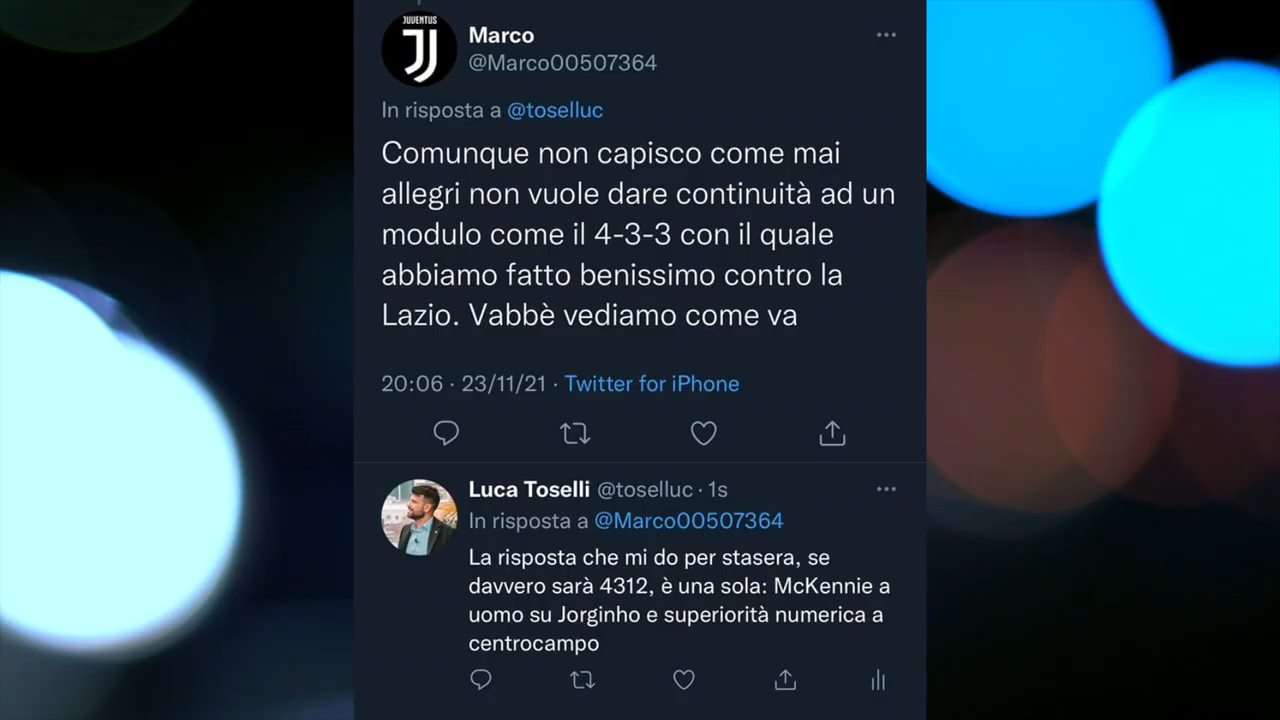 JUVENTUS
Marco
@Marco00507364
In risposta a @toselluc
Comunque non capisco come mai
allegri non vuole dare continuità ad un
modulo come il 4-3-3 con il quale
abbiamo fatto benissimo contro la
Lazio. Vabbè vediamo come va
20:06 · 23/11/21 · Twitter for iPhone
Luca Toselli @toselluc · 1s
In risposta a @Marco00507364
La risposta che mi do per stasera, se
davvero sarà 4312, è una sola: McKennie a
uomo su Jorginho e superiorità numerica a
centrocampo